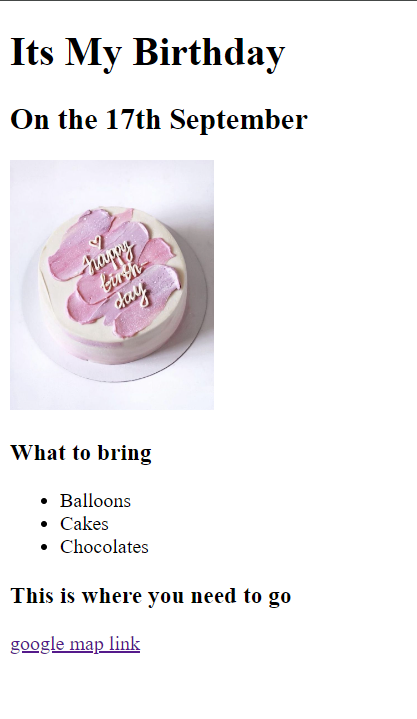 Its My Birthday
On the 17th September
happy
birth-
day
What to bring
Balloons
Cakes
Chocolates
This is where you need to go
google map link